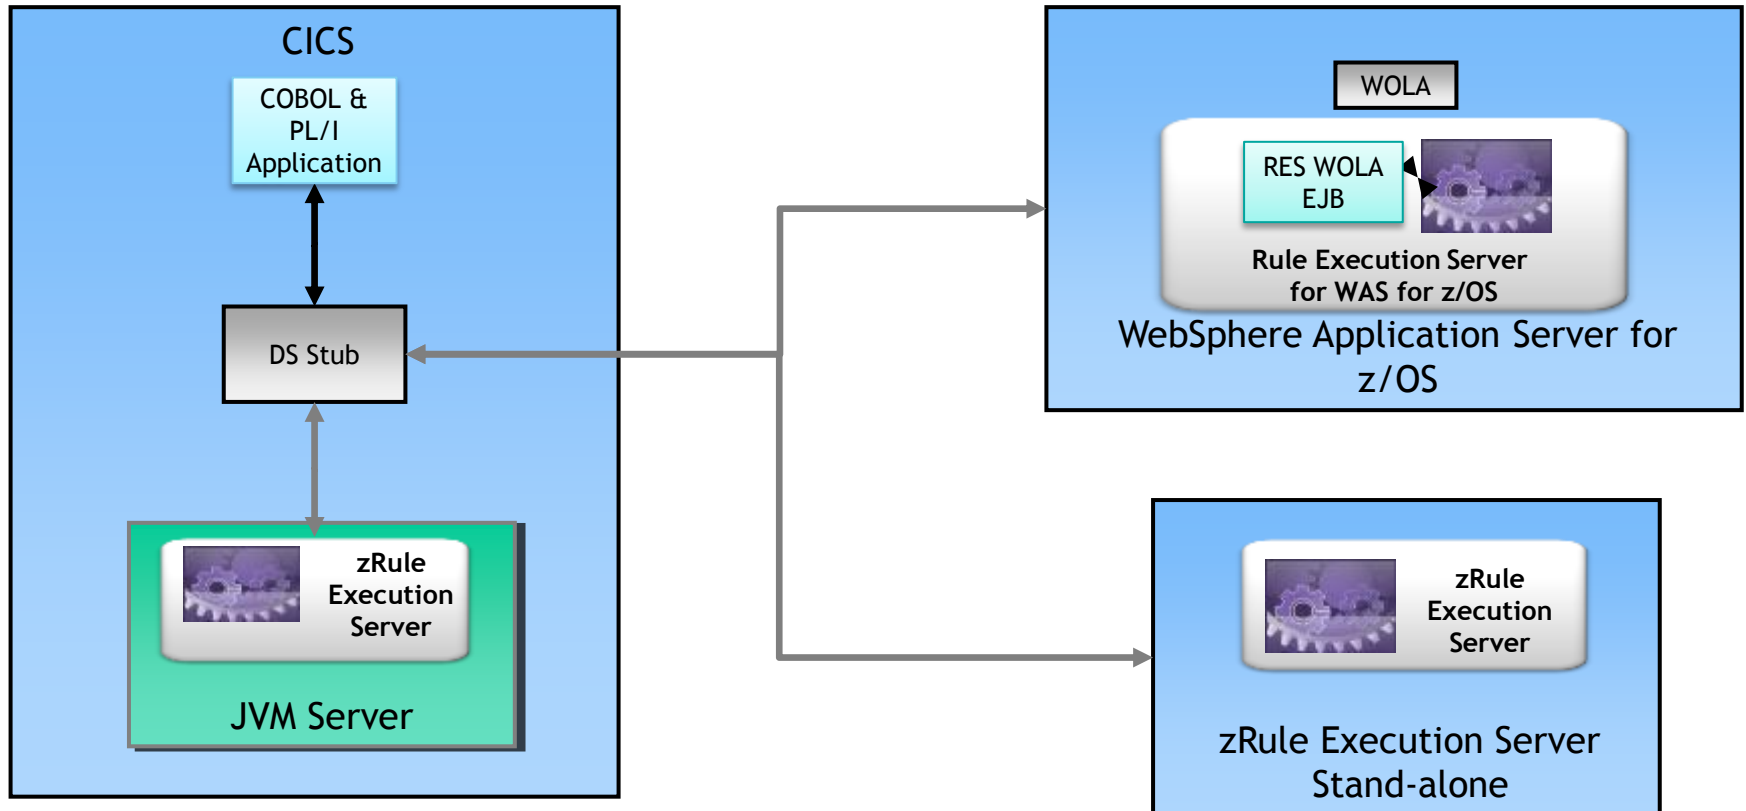 CICS
COBOL &
PL/I
Application
DS Stub
zRule
Execution
Server
JVM Server
WOLA
RES WOLA
EJB
Rule Execution Server
for WAS for z/OS
WebSphere Application Server for
z/OS
zRule
Execution
Server
zRule Execution Server
Stand-alone